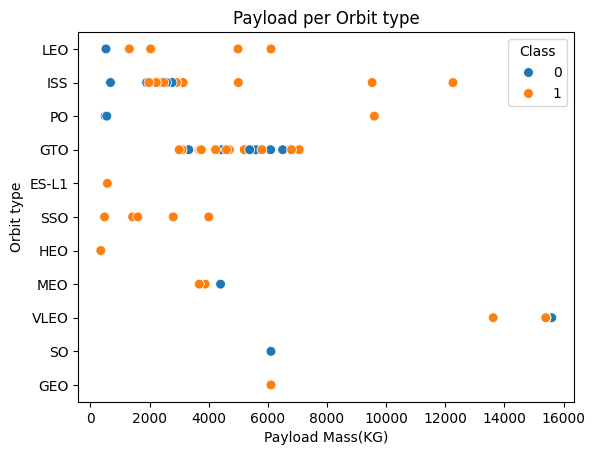 Payload per Orbit type
Class
0
1
Orbit type
LEO
ISS
PO
GTO
ES-L1
SSO
HEO
MEO
VLEO
SO
GEO
0 2000 4000 6000 8000 10000 12000 14000 16000
Payload Mass(KG)